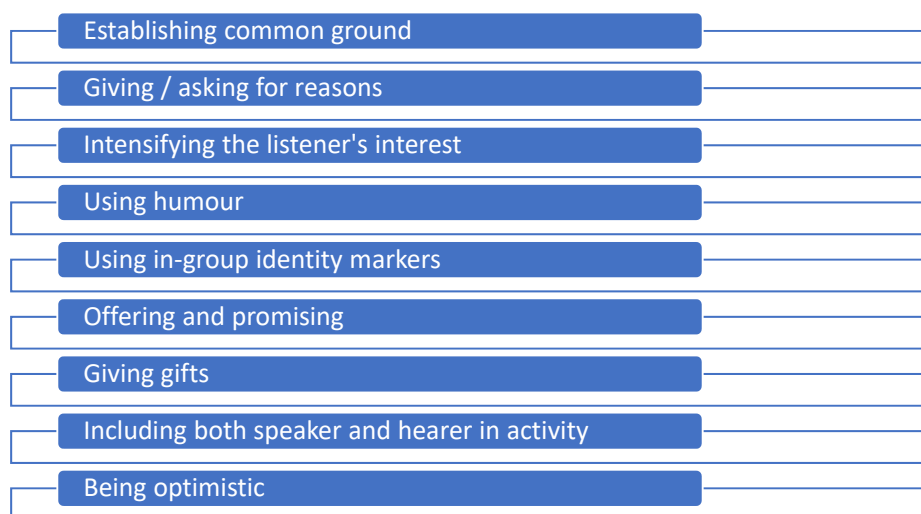 Establishing common ground
Giving / asking for reasons
Intensifying the listener's interest
Using humour
Using in-group identity markers
Offering and promising
Giving gifts
Including both speaker and hearer in activity
Being optimistic